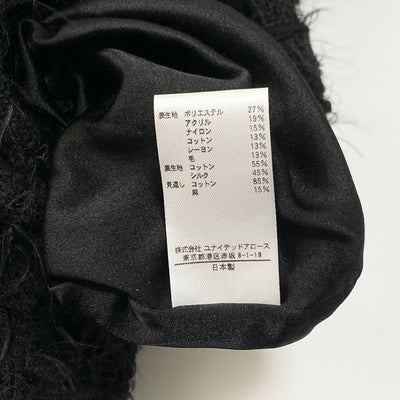 表生地 ポリエステル 27%
アクリル 19%
ナイロン 15%
コットン 13%
レーヨン 13%
毛 13%
裏生地 コットン 55%
シルク 45%
見返し コットン 85%
麻 15%
株式会社 ユナイテッドアローズ
東京都港区赤坂 8-1-19
日本製